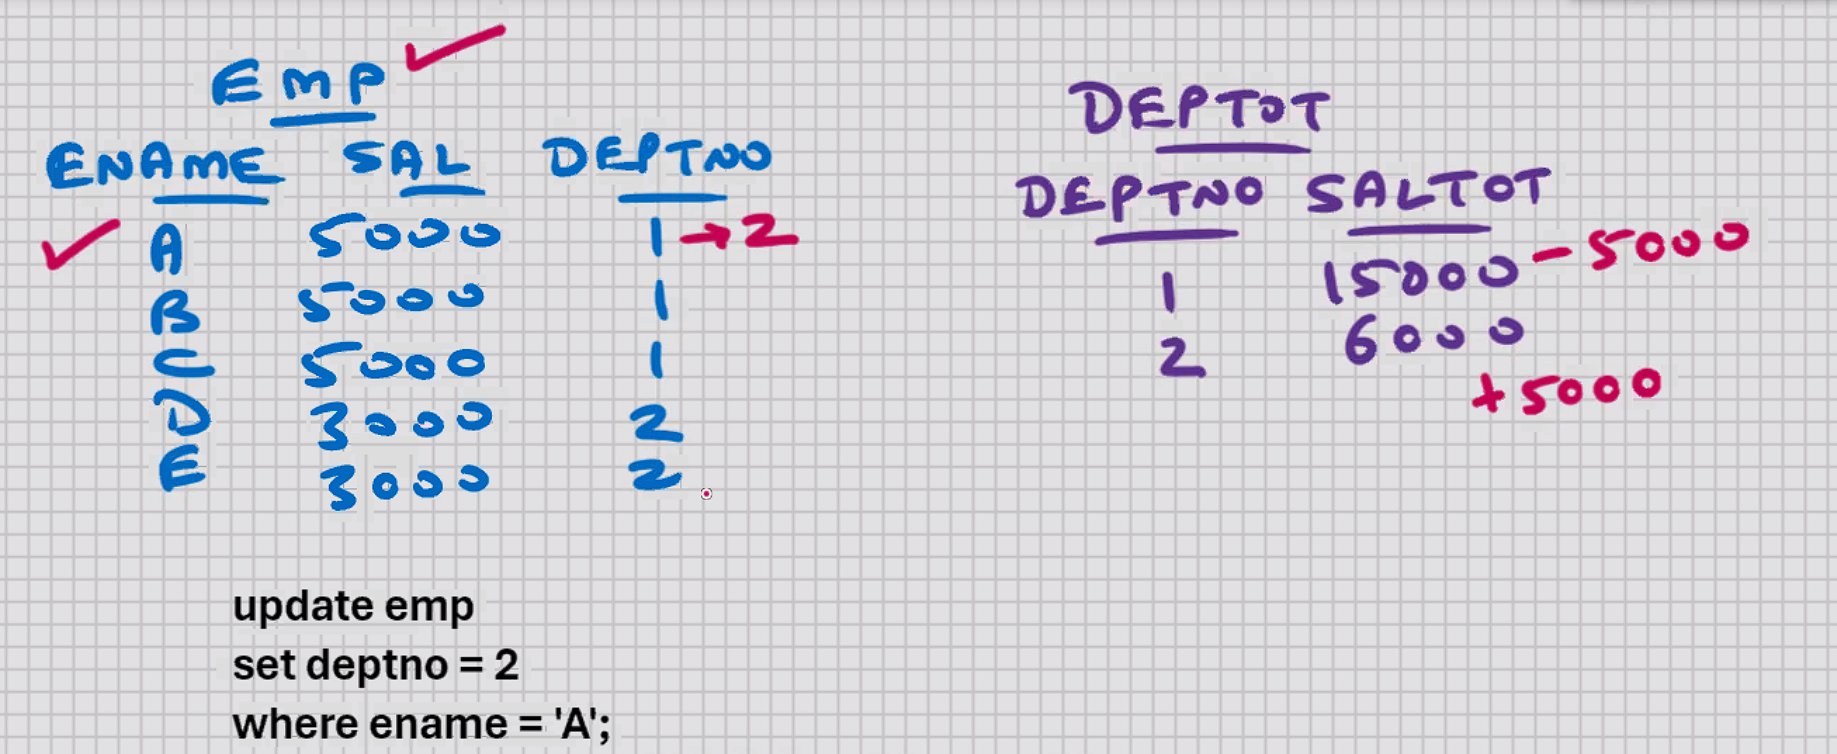 EMP
ENAME SAL DEPTNO
A 5000 1 → 2
B 5000 1
C 5000 1
D 3000 2
E 3000 2
DEPTOT
DEPTNO SALTOT
1 15000 - 5000
2 6000
+ 5000
update emp
set deptno = 2
where ename = 'A';